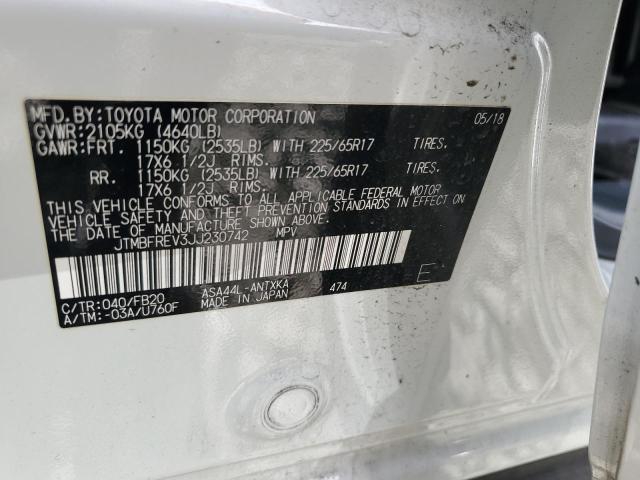 MFD.BY:TOYOTA MOTOR CORPORATION 05/18
GVWR:2105KG (4640LB)
GAWR:FRT. 1150KG (2535LB) WITH 225/65R17 TIRES.
17X6 1/2J RIMS.
RR. 1150KG (2535LB) WITH 225/65R17 TIRES.
17X6 1/2J RIMS.
THIS VEHICLE CONFORMS TO ALL APPLICABLE FEDERAL MOTOR
VEHICLE SAFETY AND THEFT PREVENTION STANDARDS IN EFFECT ON
THE DATE OF MANUFACTURE SHOWN ABOVE.
JTMBFREV3JJ230742 MPV
C/TR:040/FB20 ASA44L-ANTXKA 474 E
A/TM:-03A/U760F MADE IN JAPAN